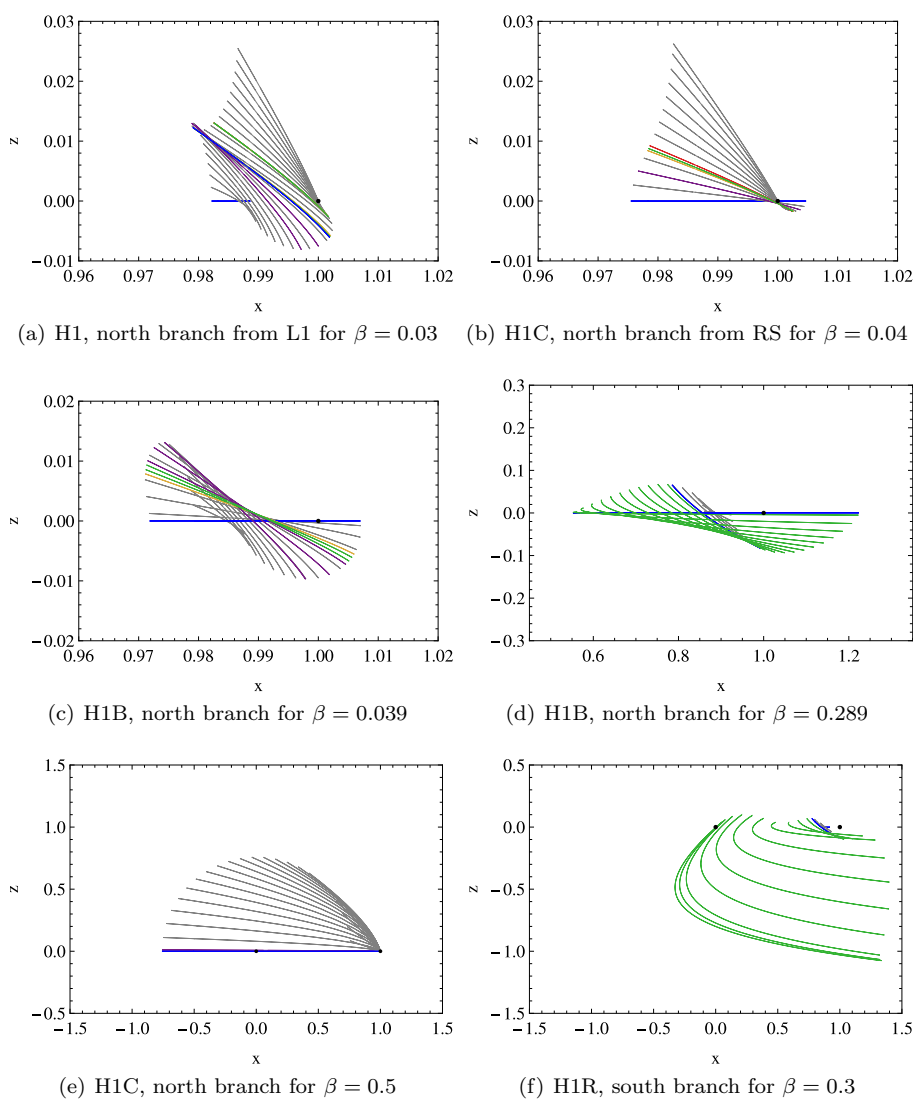 0.03
0.02
0.01
0.00
−0.01
z
0.96 0.97 0.98 0.99 1.00 1.01 1.02
x
(a) H1, north branch from L1 for β = 0.03
0.03
0.02
0.01
0.00
−0.01
z
0.96 0.97 0.98 0.99 1.00 1.01 1.02
x
(b) H1C, north branch from RS for β = 0.04
0.02
0.01
0.00
−0.01
−0.02
z
0.96 0.97 0.98 0.99 1.00 1.01 1.02
x
(c) H1B, north branch for β = 0.039
0.3
0.2
0.1
0.0
−0.1
−0.2
−0.3
z
0.6 0.8 1.0 1.2
x
(d) H1B, north branch for β = 0.289
1.5
1.0
0.5
0.0
−0.5
z
−1.5 −1.0 −0.5 0.0 0.5 1.0 1.5
x
(e) H1C, north branch for β = 0.5
0.5
0.0
−0.5
−1.0
−1.5
z
−1.5 −1.0 −0.5 0.0 0.5 1.0 1.5
x
(f) H1R, south branch for β = 0.3